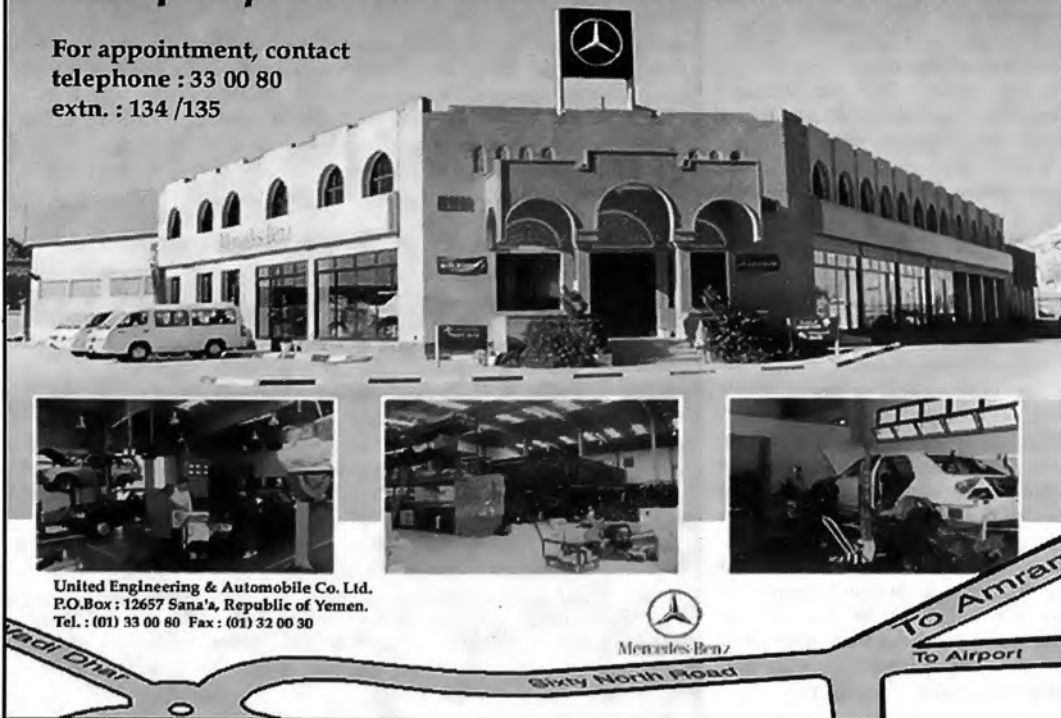 For appointment, contact
telephone : 33 00 80
extn. : 134 /135
Mercedes-Benz
United Engineering & Automobile Co. Ltd.
P.O.Box : 12657 Sana'a, Republic of Yemen.
Tel. : (01) 33 00 80 Fax : (01) 32 00 30
Mercedes-Benz
To Amran
To Airport
Sixty North Road
Dhar